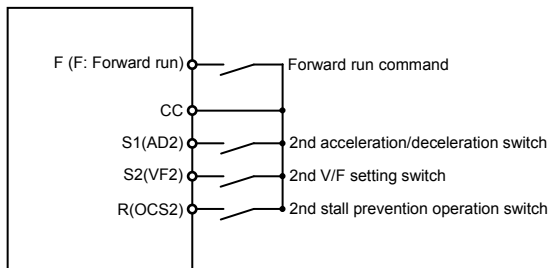 F (F: Forward run) Forward run command
CC
S1(AD2) 2nd acceleration/deceleration switch
S2(VF2) 2nd V/F setting switch
R(OCS2) 2nd stall prevention operation switch